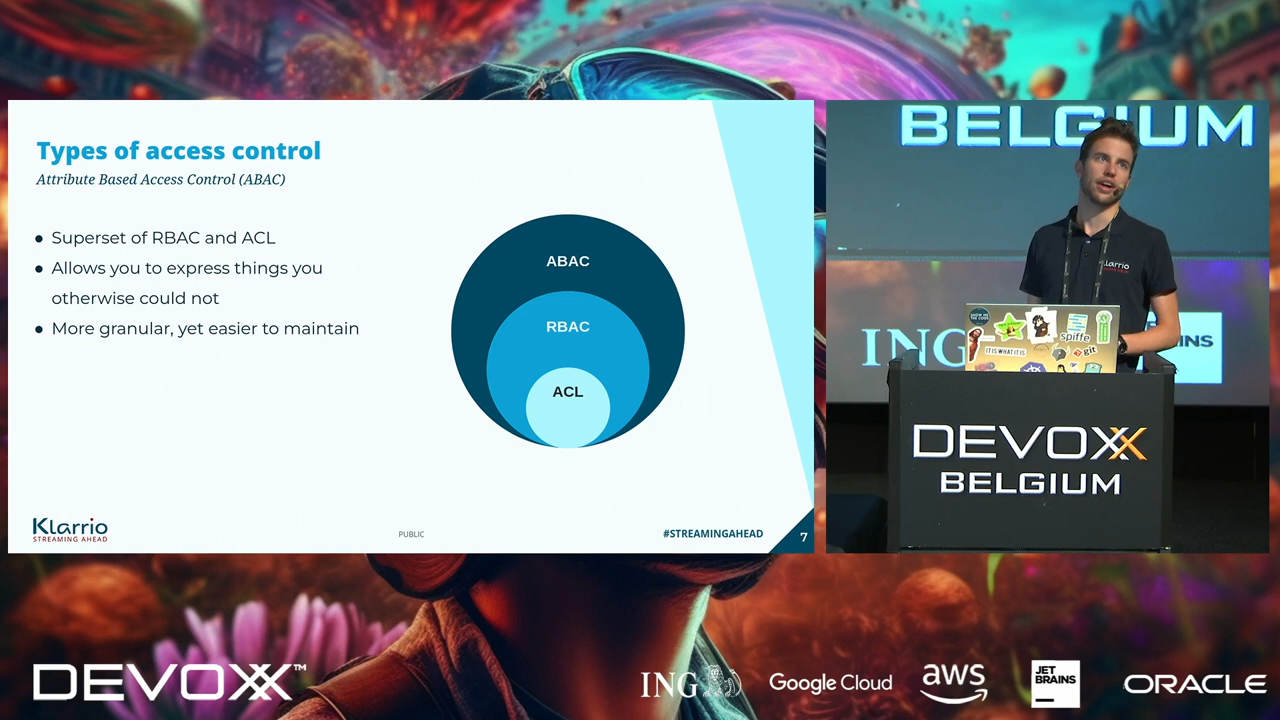 Types of access control
Attribute Based Access Control (ABAC)
● Superset of RBAC and ACL
● Allows you to express things you
otherwise could not
● More granular, yet easier to maintain
ABAC
RBAC
ACL
Klarrio
STREAMING AHEAD
PUBLIC
#STREAMINGAHEAD
7
BELGIUM
Klarrio
ING
spiffe
IT IS WHAT IT IS
git
DEVOXX
BELGIUM
DEVOXX™
ING
Google Cloud
aws
JET
BRAINS
ORACLE